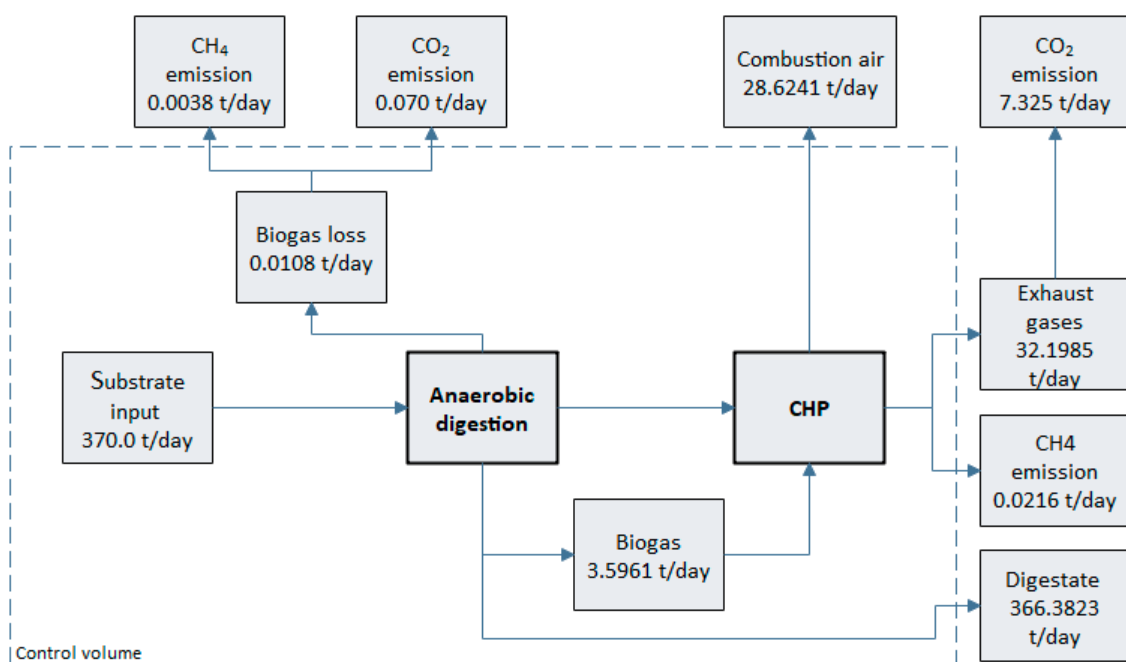 CH₄
emission
0.0038 t/day
CO₂
emission
0.070 t/day
Combustion air
28.6241 t/day
CO₂
emission
7.325 t/day
Biogas loss
0.0108 t/day
Exhaust
gases
32.1985
t/day
Substrate
input
370.0 t/day
Anaerobic
digestion
CHP
CH4
emission
0.0216 t/day
Biogas
3.5961 t/day
Digestate
366.3823
t/day
Control volume